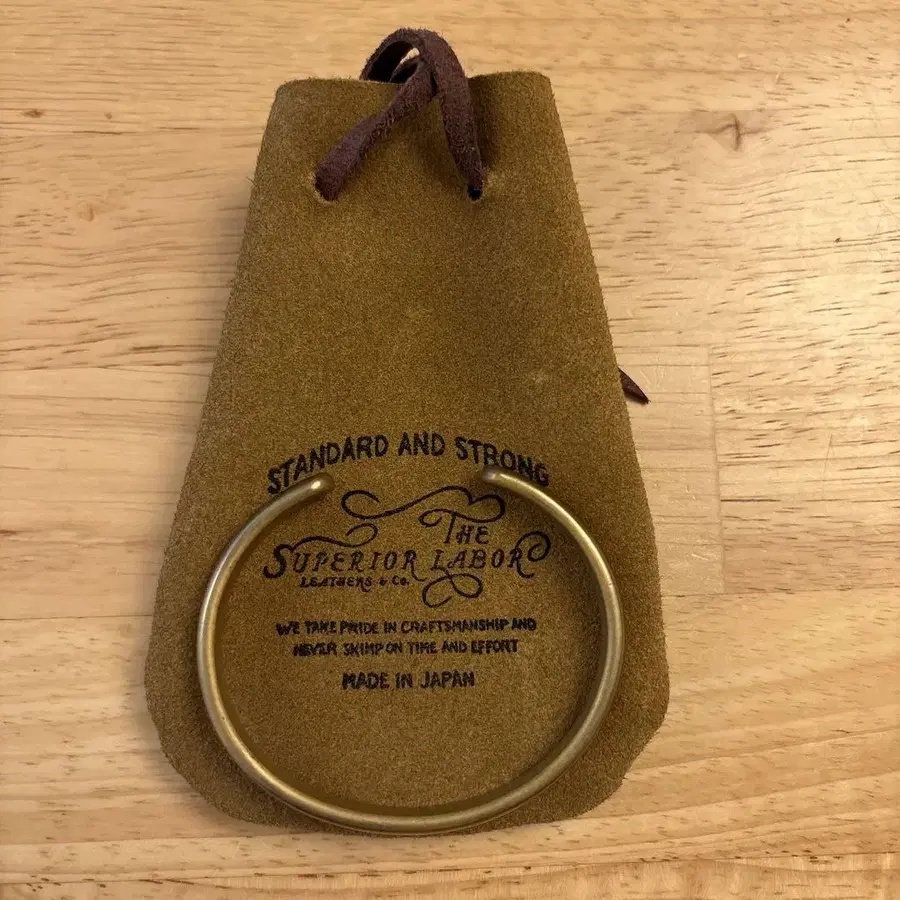 STANDARD AND STRONG
THE
SUPERIOR LABOR
LEATHERS & CO.
WE TAKE PRIDE IN CRAFTSMANSHIP AND
NEVER SKIMP ON TIME AND EFFORT
MADE IN JAPAN